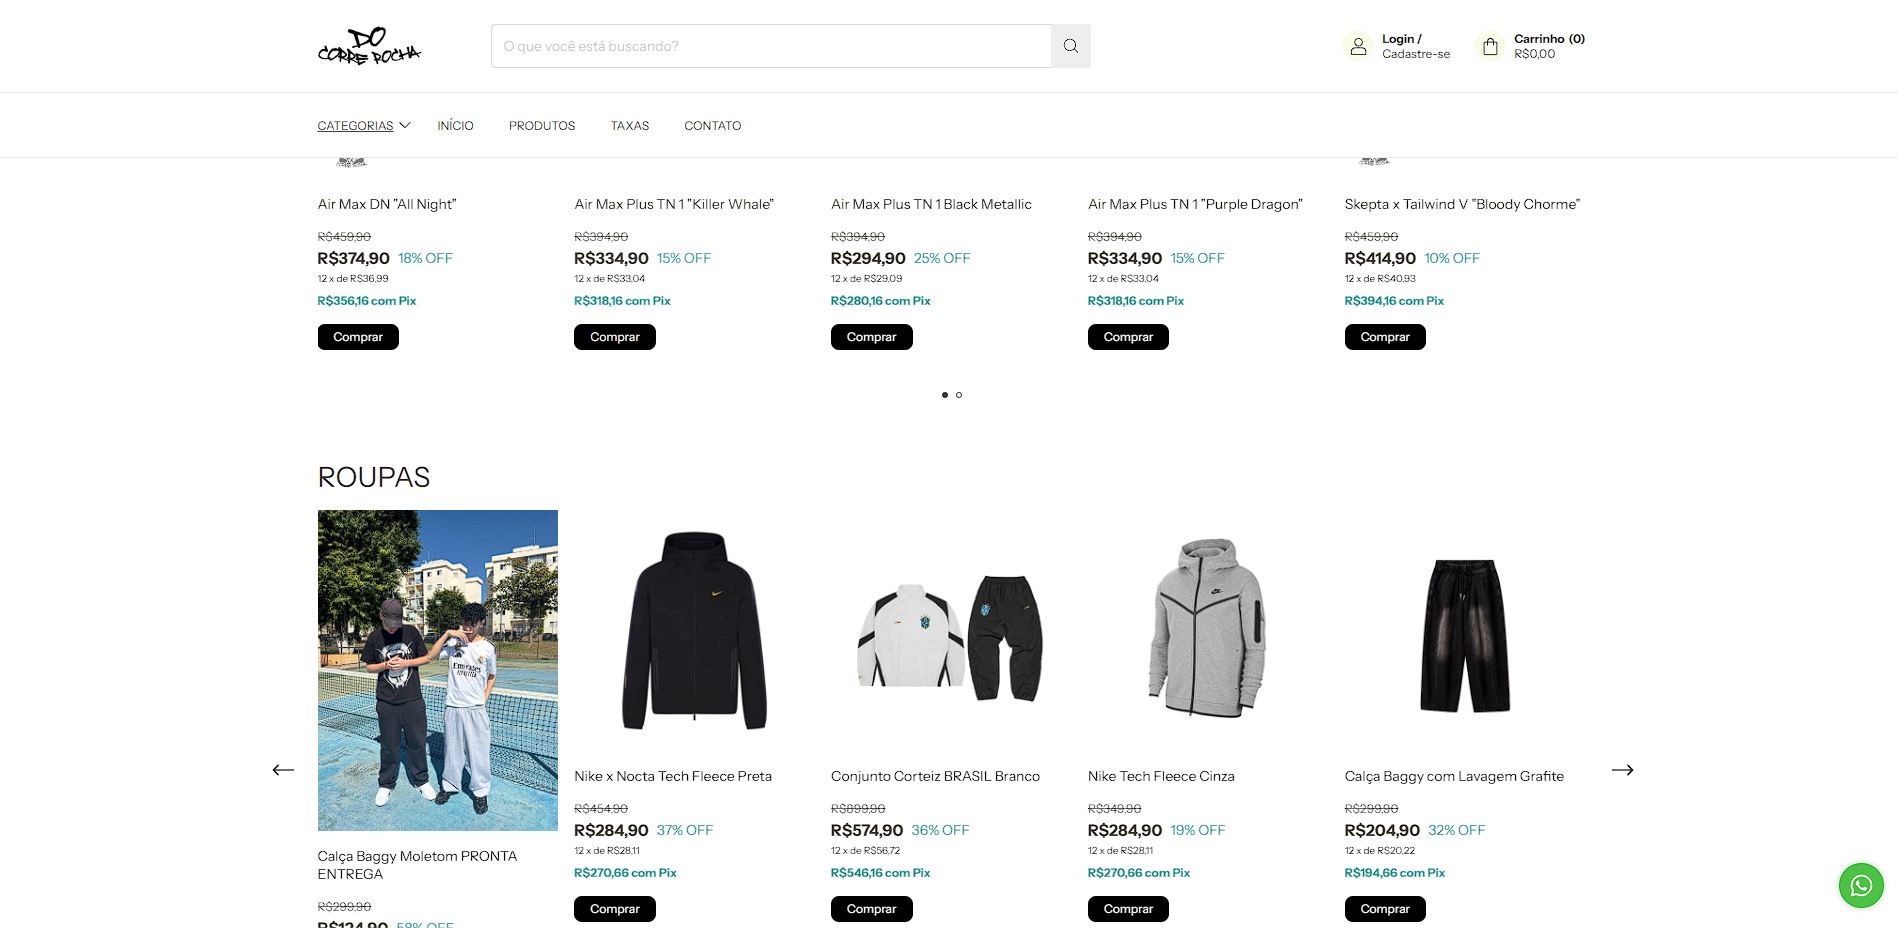 DO
CORRE ROCHA
O que você está buscando?
Login /
Cadastre-se
Carrinho (0)
R$0,00
CATEGORIAS
INÍCIO
PRODUTOS
TAXAS
CONTATO
Air Max DN "All Night"
R$459,90
R$374,90 18% OFF
12 x de R$36,99
R$356,16 com Pix
Comprar
Air Max Plus TN 1 "Killer Whale"
R$394,90
R$334,90 15% OFF
12 x de R$33,04
R$318,16 com Pix
Comprar
Air Max Plus TN 1 Black Metallic
R$394,90
R$294,90 25% OFF
12 x de R$29,09
R$280,16 com Pix
Comprar
Air Max Plus TN 1 "Purple Dragon"
R$394,90
R$334,90 15% OFF
12 x de R$33,04
R$318,16 com Pix
Comprar
Skepta x Tailwind V "Bloody Chorme"
R$459,90
R$414,90 10% OFF
12 x de R$40,93
R$394,16 com Pix
Comprar
ROUPAS
Emirates
Calça Baggy Moletom PRONTA
ENTREGA
R$299,90
R$124,90 58% OFF
Nike x Nocta Tech Fleece Preta
R$454,90
R$284,90 37% OFF
12 x de R$28,11
R$270,66 com Pix
Comprar
Conjunto Corteiz BRASIL Branco
R$899,90
R$574,90 36% OFF
12 x de R$56,72
R$546,16 com Pix
Comprar
Nike Tech Fleece Cinza
R$349,90
R$284,90 19% OFF
12 x de R$28,11
R$270,66 com Pix
Comprar
Calça Baggy com Lavagem Grafite
R$299,90
R$204,90 32% OFF
12 x de R$20,22
R$194,66 com Pix
Comprar